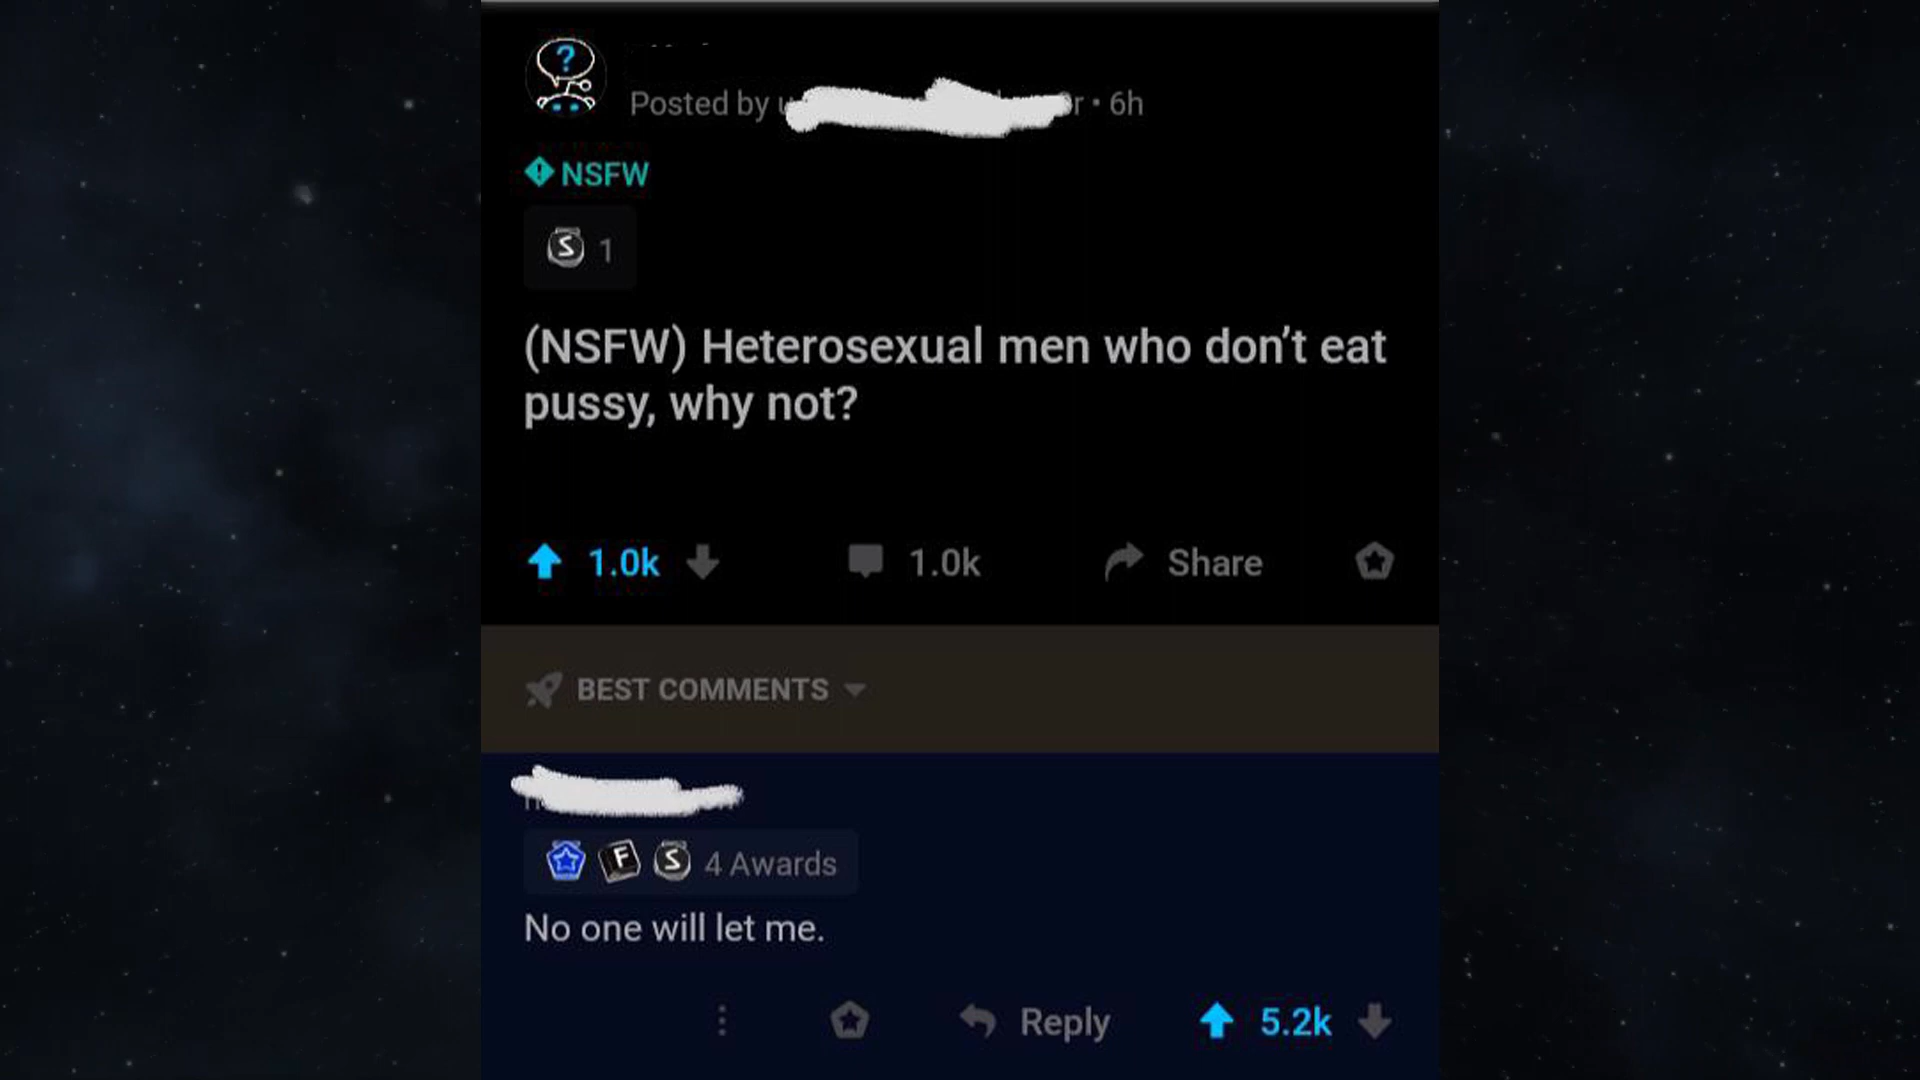 ?
Posted by • 6h
NSFW
S 1
(NSFW) Heterosexual men who don't eat
pussy, why not?
1.0k 1.0k Share
BEST COMMENTS
F S 4 Awards
No one will let me.
Reply 5.2k